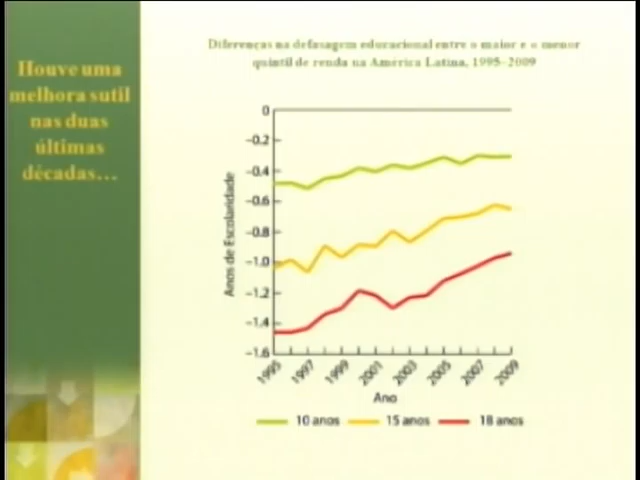 Houve uma
melhora sutil
nas duas
últimas
décadas...
Diferenças na defasagem educacional entre o maior e o menor
quintil de renda na América Latina, 1995-2009
0
-0.2
-0.4
-0.6
-0.8
-1.0
-1.2
-1.4
-1.6
Anos de Escolaridade
1995 1997 1999 2001 2003 2005 2007 2009
Ano
10 anos 15 anos 18 anos